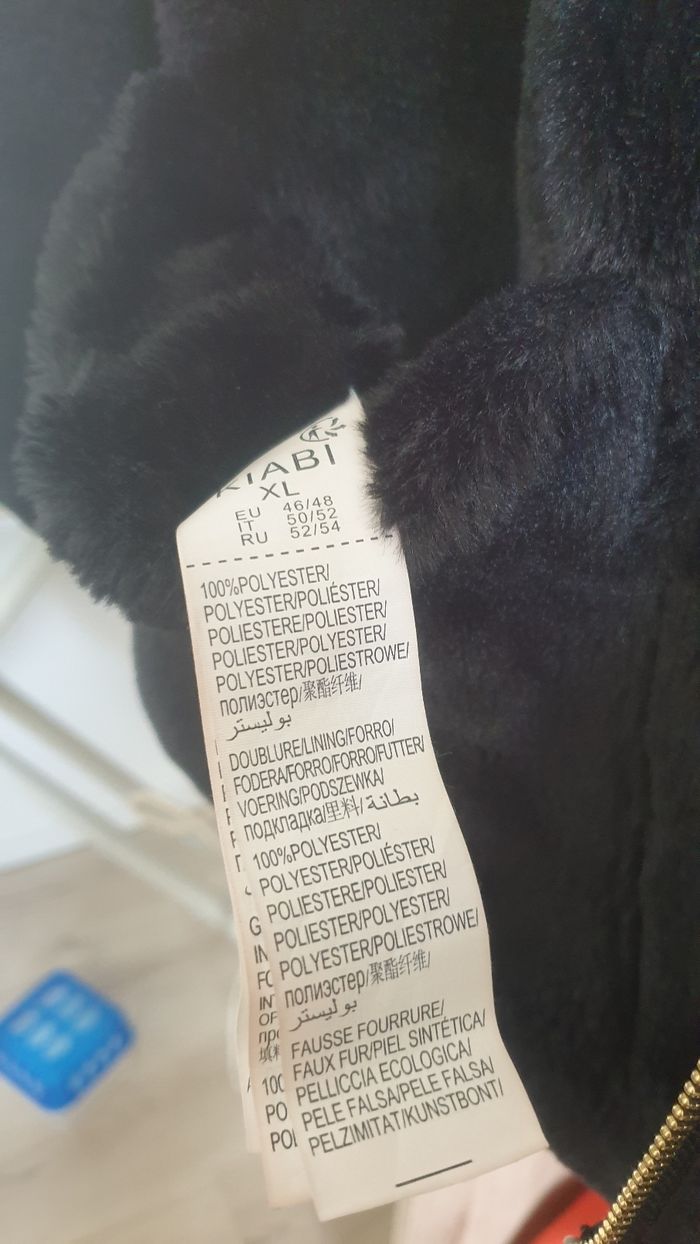 KIABI
XL
EU 46/48
IT 50/52
RU 52/54
100%POLYESTER/
POLYESTER/POLIÉSTER/
POLIESTERE/POLIESTER/
POLIESTER/POLYESTER/
POLYESTER/POLIESTROWE/
полиэстер/聚酯纤维/
بوليستر
DOUBLURE/LINING/FORRO/
FODERA/FORRO/FORRO/FUTTER/
VOERING/PODSZEWKA/
подкладка/里料/بطانة
100%POLYESTER/
POLYESTER/POLIÉSTER/
POLIESTERE/POLIESTER/
POLIESTER/POLYESTER/
POLYESTER/POLIESTROWE/
полиэстер/聚酯纤维/
بوليستر
FAUSSE FOURRURE/
FAUX FUR/PIEL SINTÉTICA/
PELLICCIA ECOLOGICA/
PELE FALSA/PELE FALSA/
PELZIMITAT/KUNSTBONT/